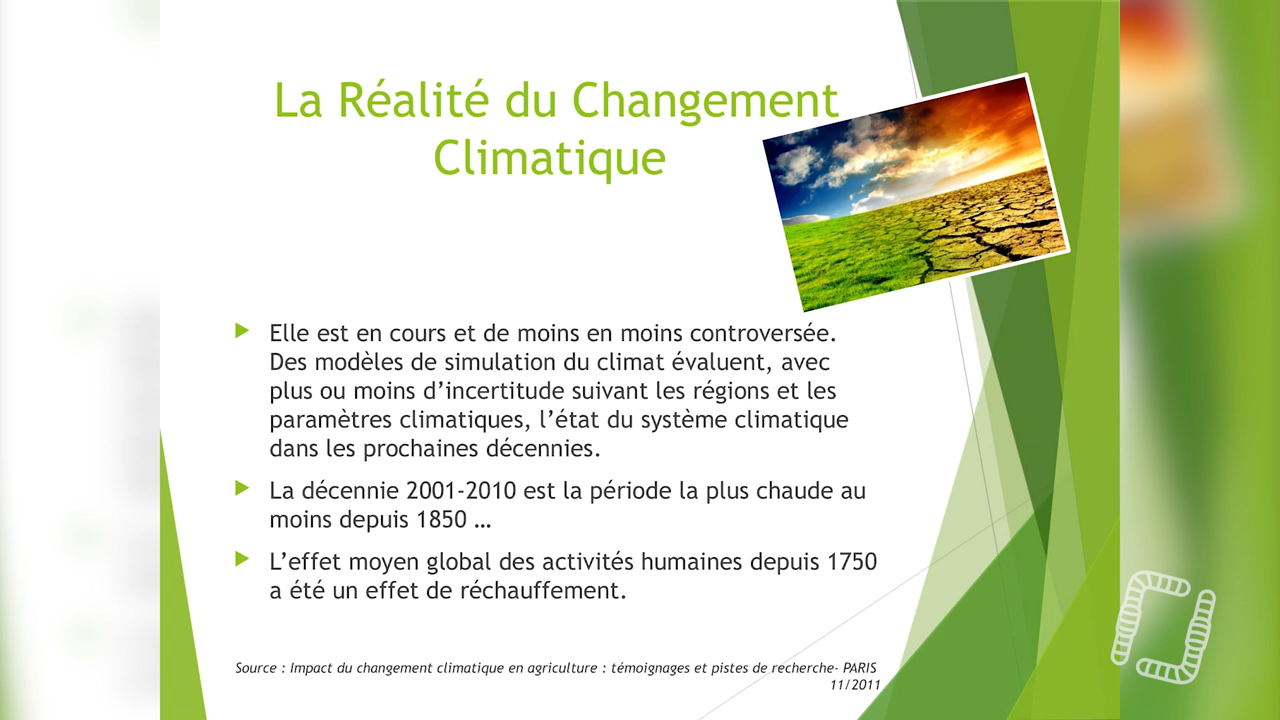 La Réalité du Changement
Climatique
Elle est en cours et de moins en moins controversée.
Des modèles de simulation du climat évaluent, avec
plus ou moins d’incertitude suivant les régions et les
paramètres climatiques, l’état du système climatique
dans les prochaines décennies.
La décennie 2001-2010 est la période la plus chaude au
moins depuis 1850 …
L’effet moyen global des activités humaines depuis 1750
a été un effet de réchauffement.
Source : Impact du changement climatique en agriculture : témoignages et pistes de recherche- PARIS
11/2011